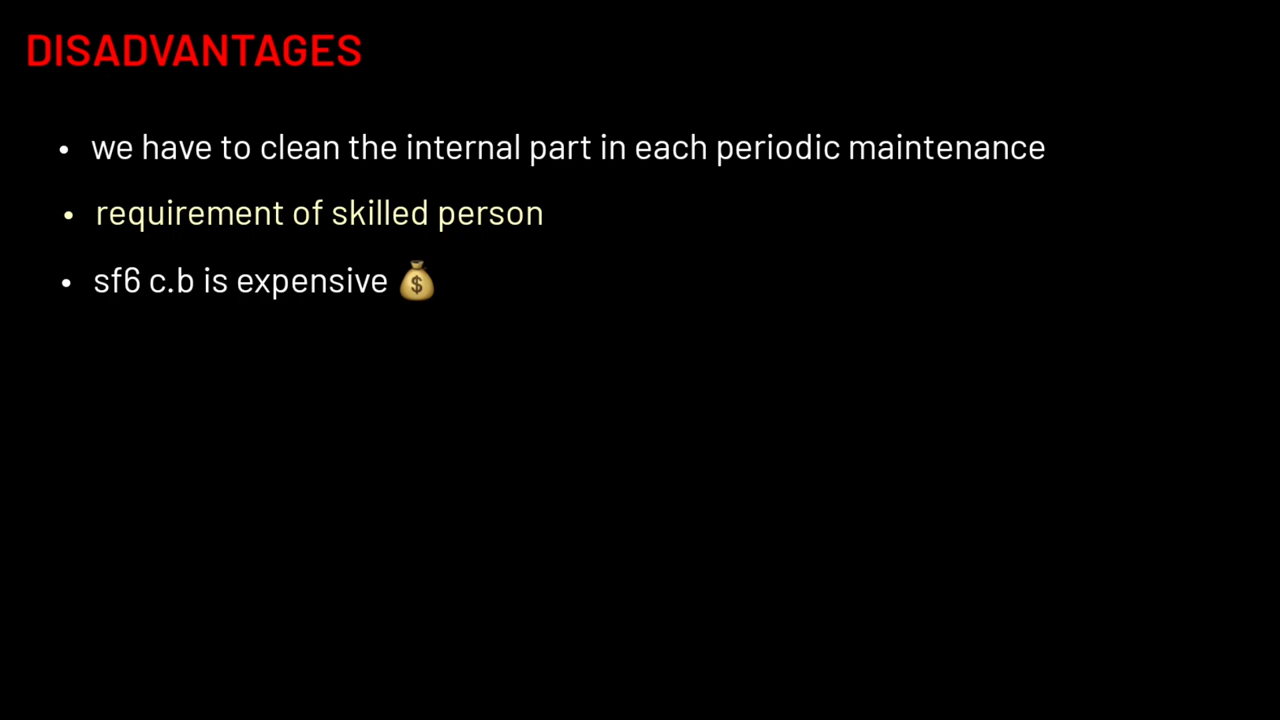 DISADVANTAGES
• we have to clean the internal part in each periodic maintenance
• requirement of skilled person
• sf6 c.b is expensive 💰